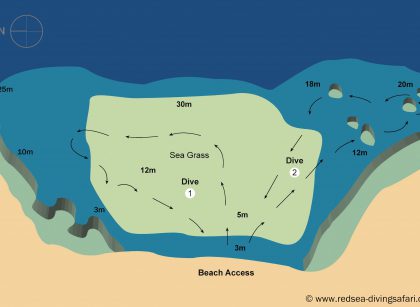 N
25m
18m
20m
30m
10m
Sea Grass
12m
12m
Dive
2
Dive
1
3m
5m
3m
Beach Access
© www.redsea-divingsafari.c